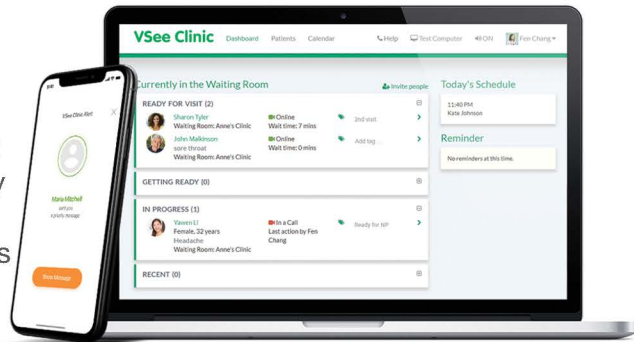 VSee Clinic
Dashboard
Patients
Calendar
Help
Test Computer
ON
Fen Chang
Currently in the Waiting Room
Invite people
READY FOR VISIT (2)
Sharon Tyler
Waiting Room: Anne's Clinic
Online
Wait time: 7 mins
2nd visit
John Malkinson
sore throat
Waiting Room: Anne's Clinic
Online
Wait time: 0 mins
Add tag
GETTING READY (0)
IN PROGRESS (1)
Yawen Li
Female, 32 years
Headache
Waiting Room: Anne's Clinic
In a Call
Last action by Fen
Chang
Ready for NP
RECENT (0)
Today's Schedule
11:40 PM
Kate Johnson
Reminder
No reminders at this time.
VSee Clinic Alert
Maria Mitchell
sent you
a priority message
Show Message
y
s